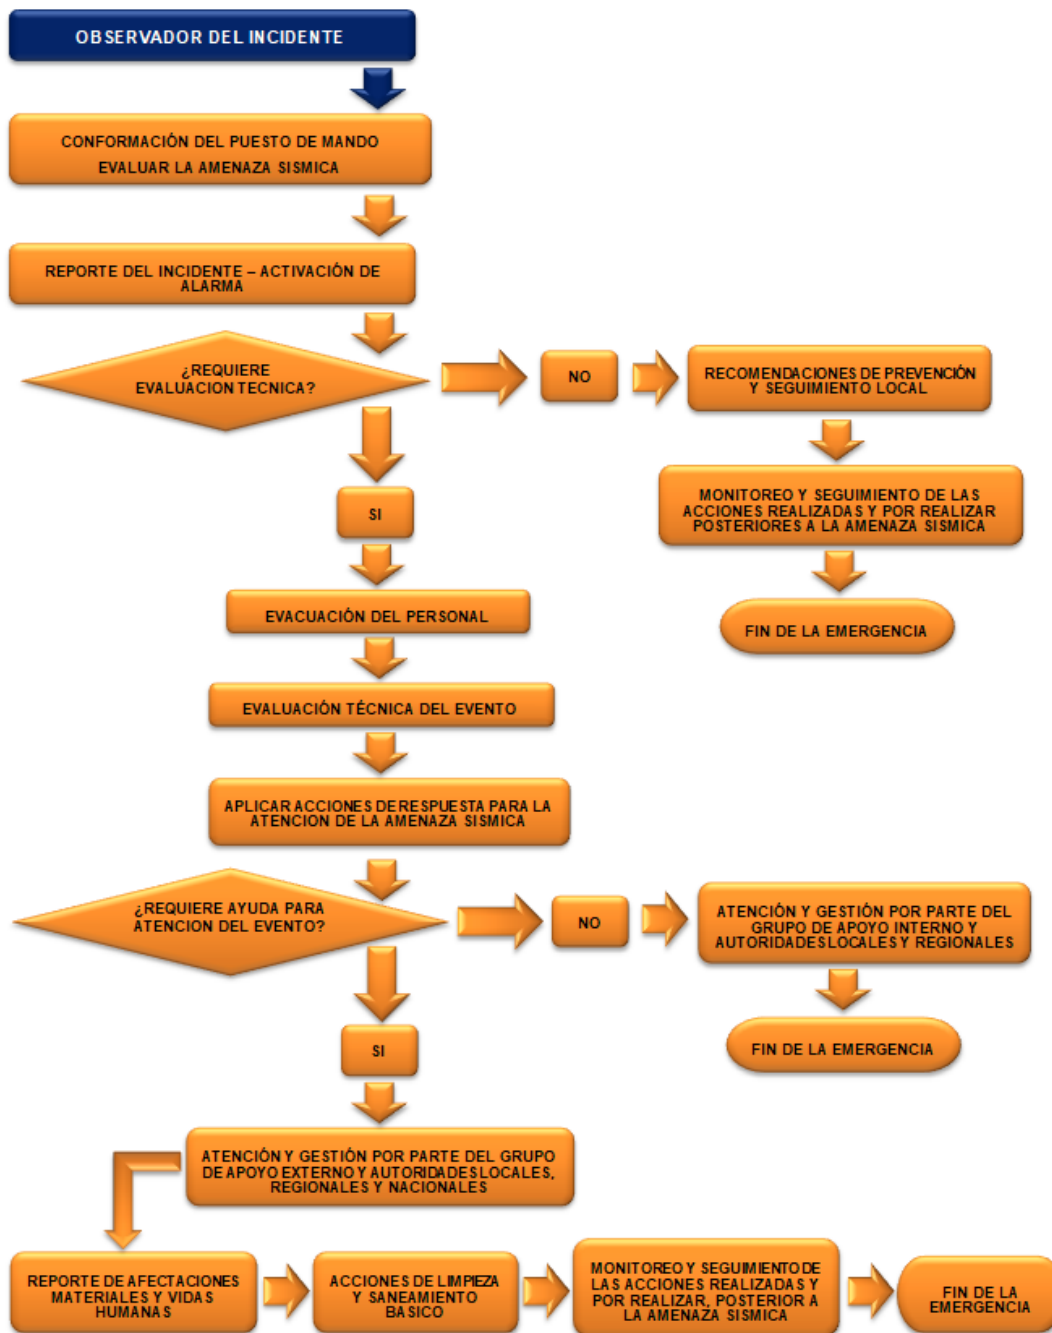 OBSERVADOR DEL INCIDENTE
CONFORMACIÓN DEL PUESTO DE MANDO
EVALUAR LA AMENAZA SISMICA
REPORTE DEL INCIDENTE – ACTIVACIÓN DE
ALARMA
¿REQUIERE
EVALUACION TECNICA?
NO
RECOMENDACIONES DE PREVENCIÓN
Y SEGUIMIENTO LOCAL
MONITOREO Y SEGUIMIENTO DE LAS
ACCIONES REALIZADAS Y POR REALIZAR
POSTERIORES A LA AMENAZA SISMICA
FIN DE LA EMERGENCIA
SI
EVACUACIÓN DEL PERSONAL
EVALUACIÓN TÉCNICA DEL EVENTO
APLICAR ACCIONES DE RESPUESTA PARA LA
ATENCION DE LA AMENAZA SISMICA
¿REQUIERE AYUDA PARA
ATENCION DEL EVENTO?
NO
ATENCIÓN Y GESTIÓN POR PARTE DEL
GRUPO DE APOYO INTERNO Y
AUTORIDADES LOCALES Y REGIONALES
FIN DE LA EMERGENCIA
SI
ATENCIÓN Y GESTIÓN POR PARTE DEL GRUPO
DE APOYO EXTERNO Y AUTORIDADES LOCALES,
REGIONALES Y NACIONALES
REPORTE DE AFECTACIONES
MATERIALES Y VIDAS
HUMANAS
ACCIONES DE LIMPIEZA
Y SANEAMIENTO
BASICO
MONITOREO Y SEGUIMIENTO DE
LAS ACCIONES REALIZADAS Y
POR REALIZAR, POSTERIOR A
LA AMENAZA SISMICA
FIN DE LA
EMERGENCIA